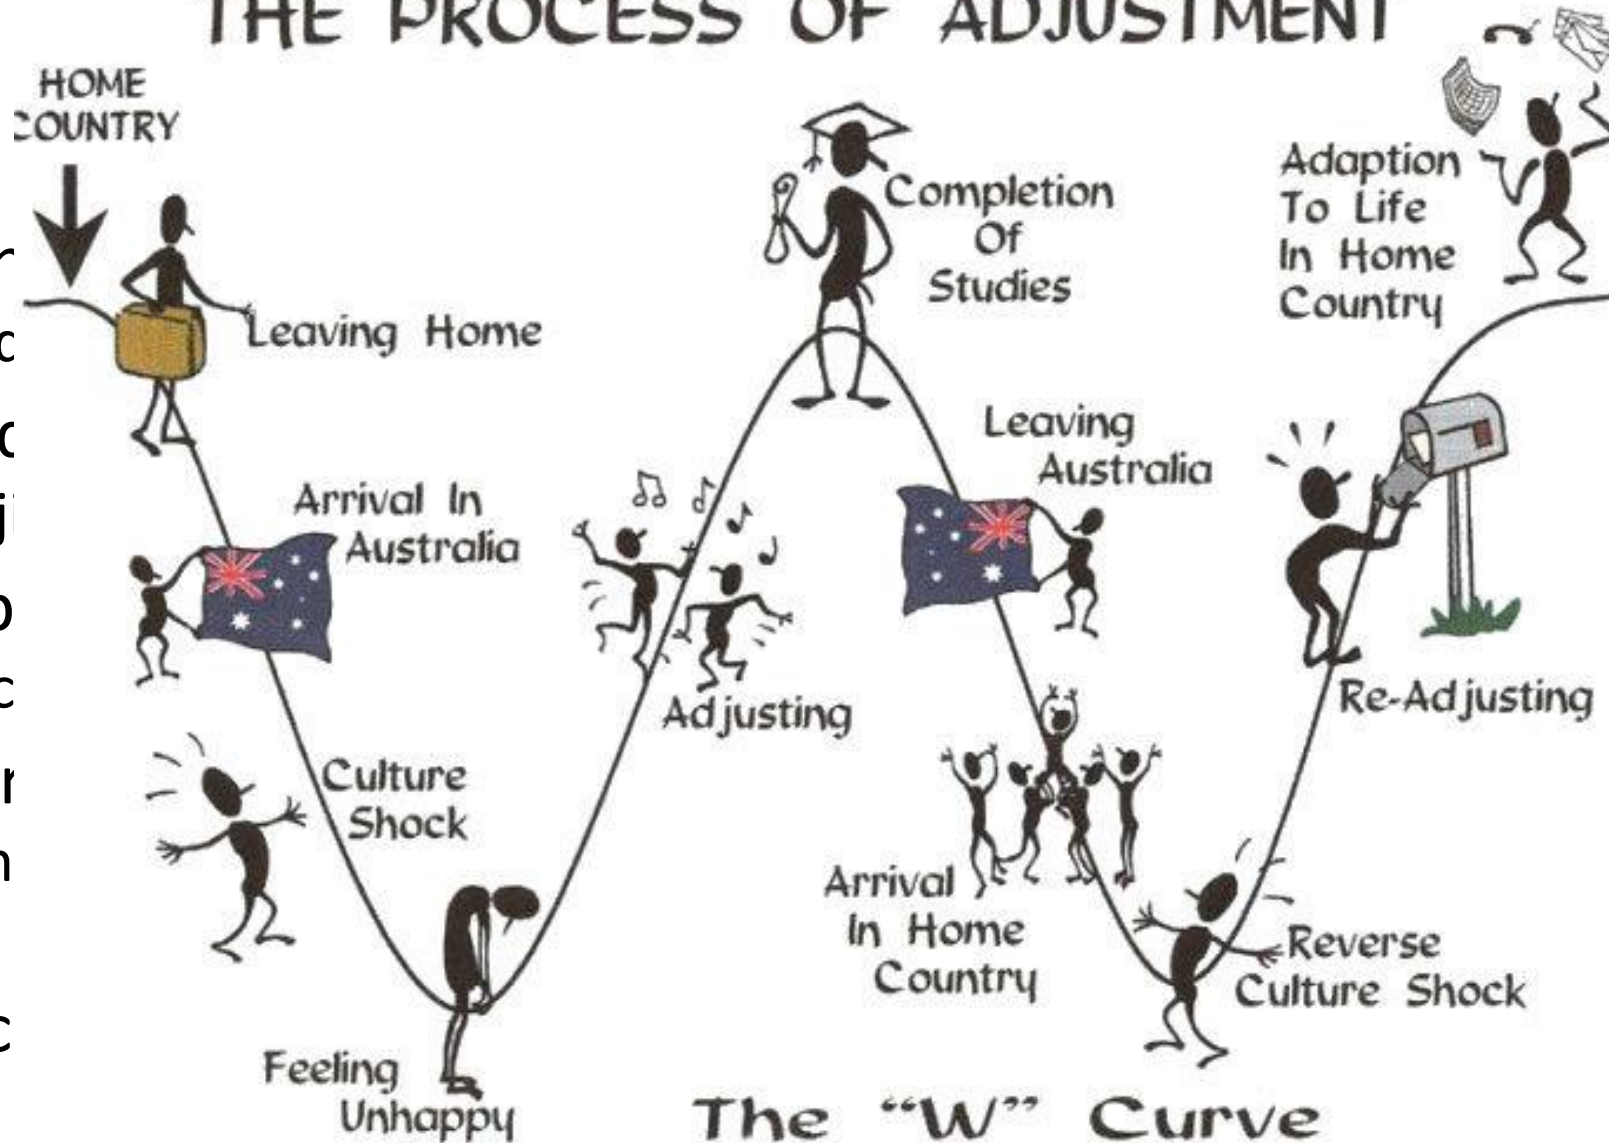 THE PROCESS OF ADJUSTMENT
HOME
COUNTRY
Leaving Home
Arrival In
Australia
Culture
Shock
Feeling
Unhappy
Adjusting
Completion
Of
Studies
Leaving
Australia
Arrival
In Home
Country
Reverse
Culture Shock
Re-Adjusting
Adaption
To Life
In Home
Country
The “W” Curve